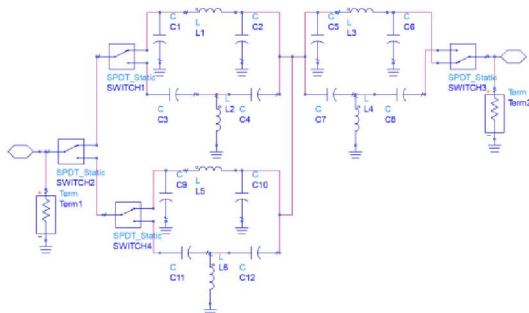 C C C C
C1 L C2 C5 L C6
L1 L3
SPDT_Static
SWITCH1
C L C C L C
C3 L2 C4 C7 L4 C8
SPDT_Static
SWITCH3
Term
Term2
SPDT_Static
SWITCH2
Term
Term1
C L C
C9 L5 C10
SPDT_Static
SWITCH4
C L C
C11 L6 C12